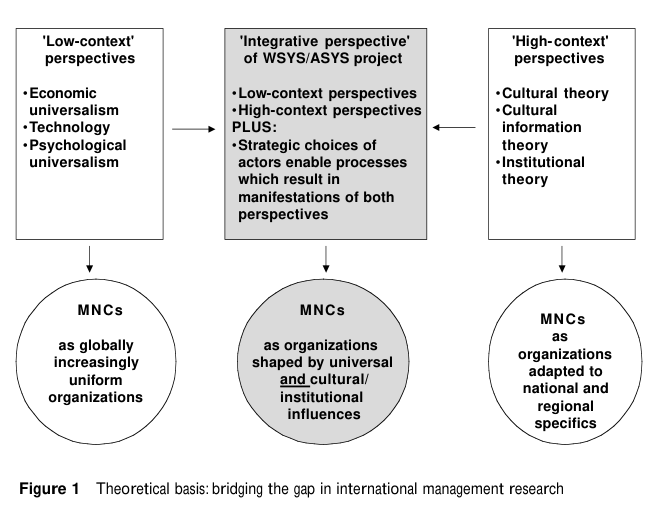 'Low-context'
perspectives
•Economic
universalism
•Technology
•Psychological
universalism
'Integrative perspective'
of WSYS/ASYS project
•Low-context perspectives
•High-context perspectives
PLUS:
•Strategic choices of
actors enable processes
which result in
manifestations of both
perspectives
'High-context'
perspectives
•Cultural theory
•Cultural
information
theory
•Institutional
theory
MNCs
as globally
increasingly
uniform
organizations
MNCs
as organizations
shaped by universal
and cultural/
institutional
influences
MNCs
as
organizations
adapted to
national and
regional
specifics
Figure 1 Theoretical basis: bridging the gap in international management research